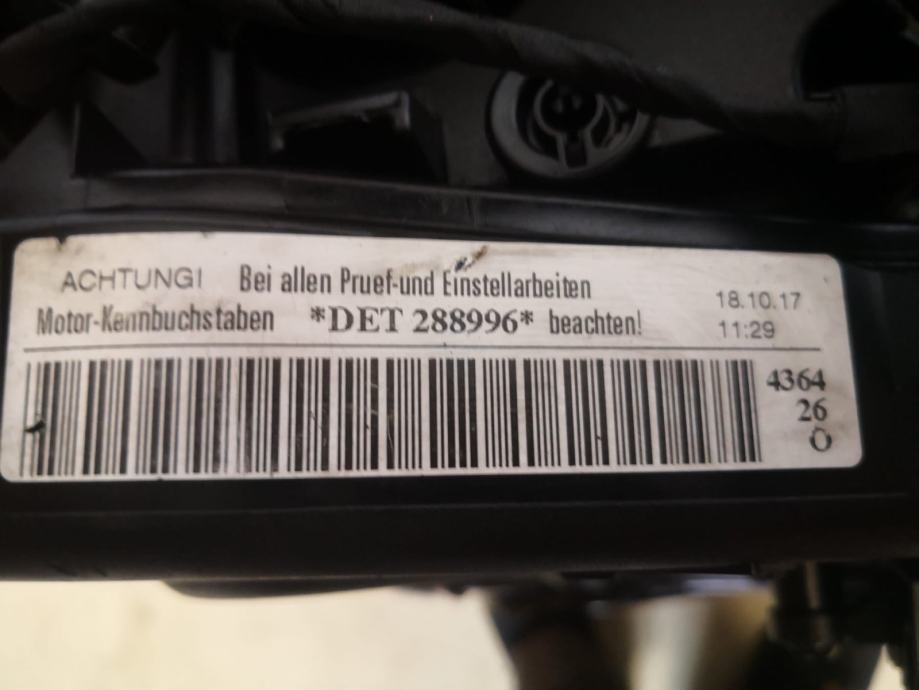 ACHTUNG! Bei allen Pruef-und Einstellarbeiten
Motor-Kennbuchstaben *DET 288996* beachten!
18.10.17
11:29
4364
26
Ö